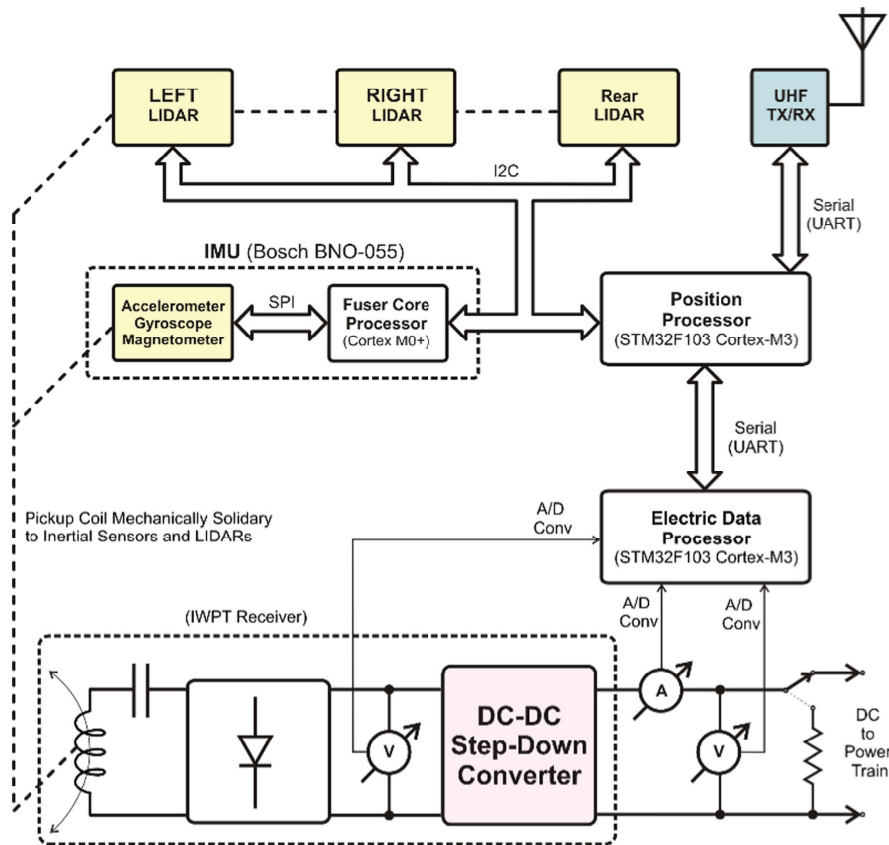 LEFT
LIDAR
RIGHT
LIDAR
Rear
LIDAR
UHF
TX/RX
I2C
Serial
(UART)
IMU (Bosch BNO-055)
Accelerometer
Gyroscope
Magnetometer
SPI
Fuser Core
Processor
(Cortex M0+)
Position
Processor
(STM32F103 Cortex-M3)
Serial
(UART)
Pickup Coil Mechanically Solidary
to Inertial Sensors and LIDARs
A/D
Conv
Electric Data
Processor
(STM32F103 Cortex-M3)
(IWPT Receiver)
A/D
Conv
A/D
Conv
V
DC-DC
Step-Down
Converter
A
V
DC
to
Power
Train